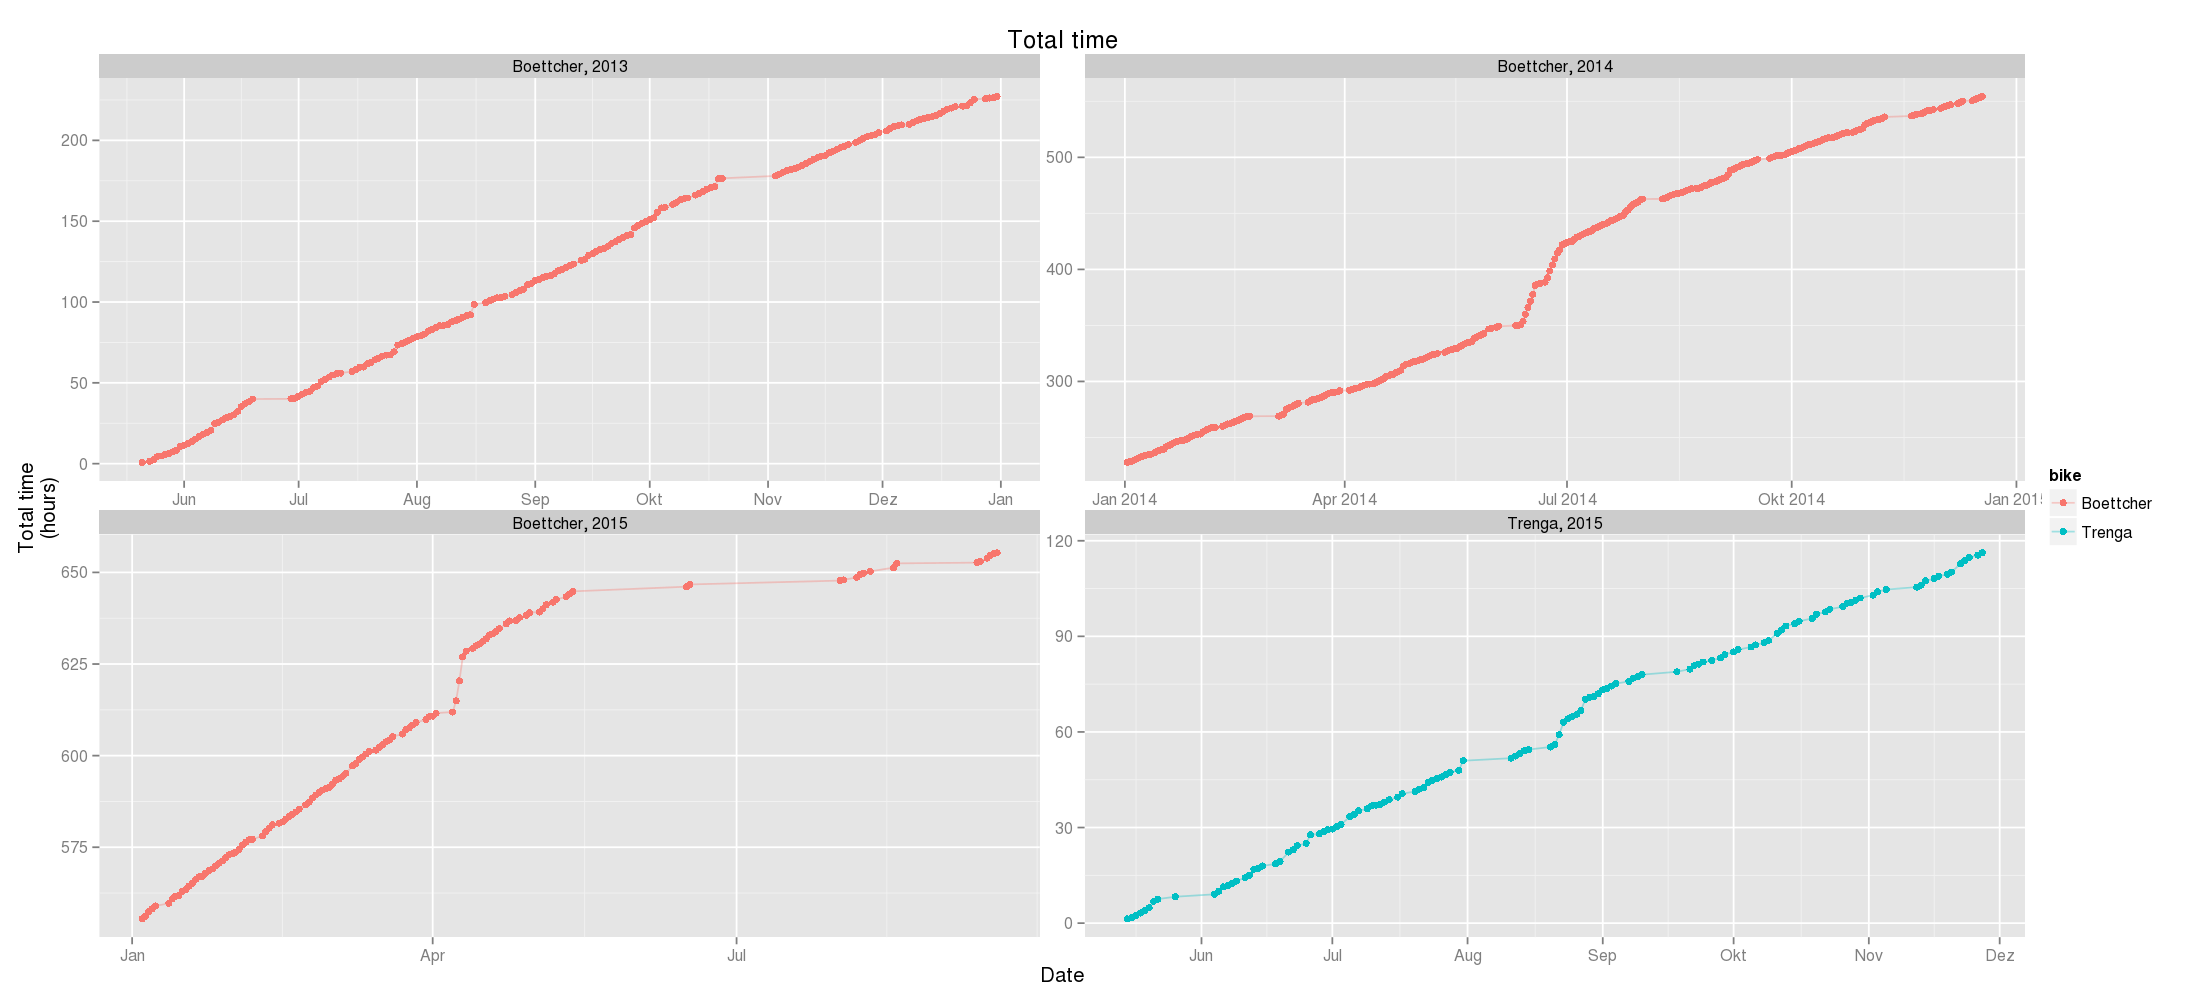 Total time
Boettcher, 2013
Boettcher, 2014
200
150
100
50
0
Jun Jul Aug Sep Okt Nov Dez Jan
500
400
300
Jan 2014 Apr 2014 Jul 2014 Okt 2014 Jan 201
Total time
(hours)
Boettcher, 2015
Trenga, 2015
650
625
600
575
Jan Apr Jul
120
90
60
30
0
Jun Jul Aug Sep Okt Nov Dez
Date
bike
Boettcher
Trenga